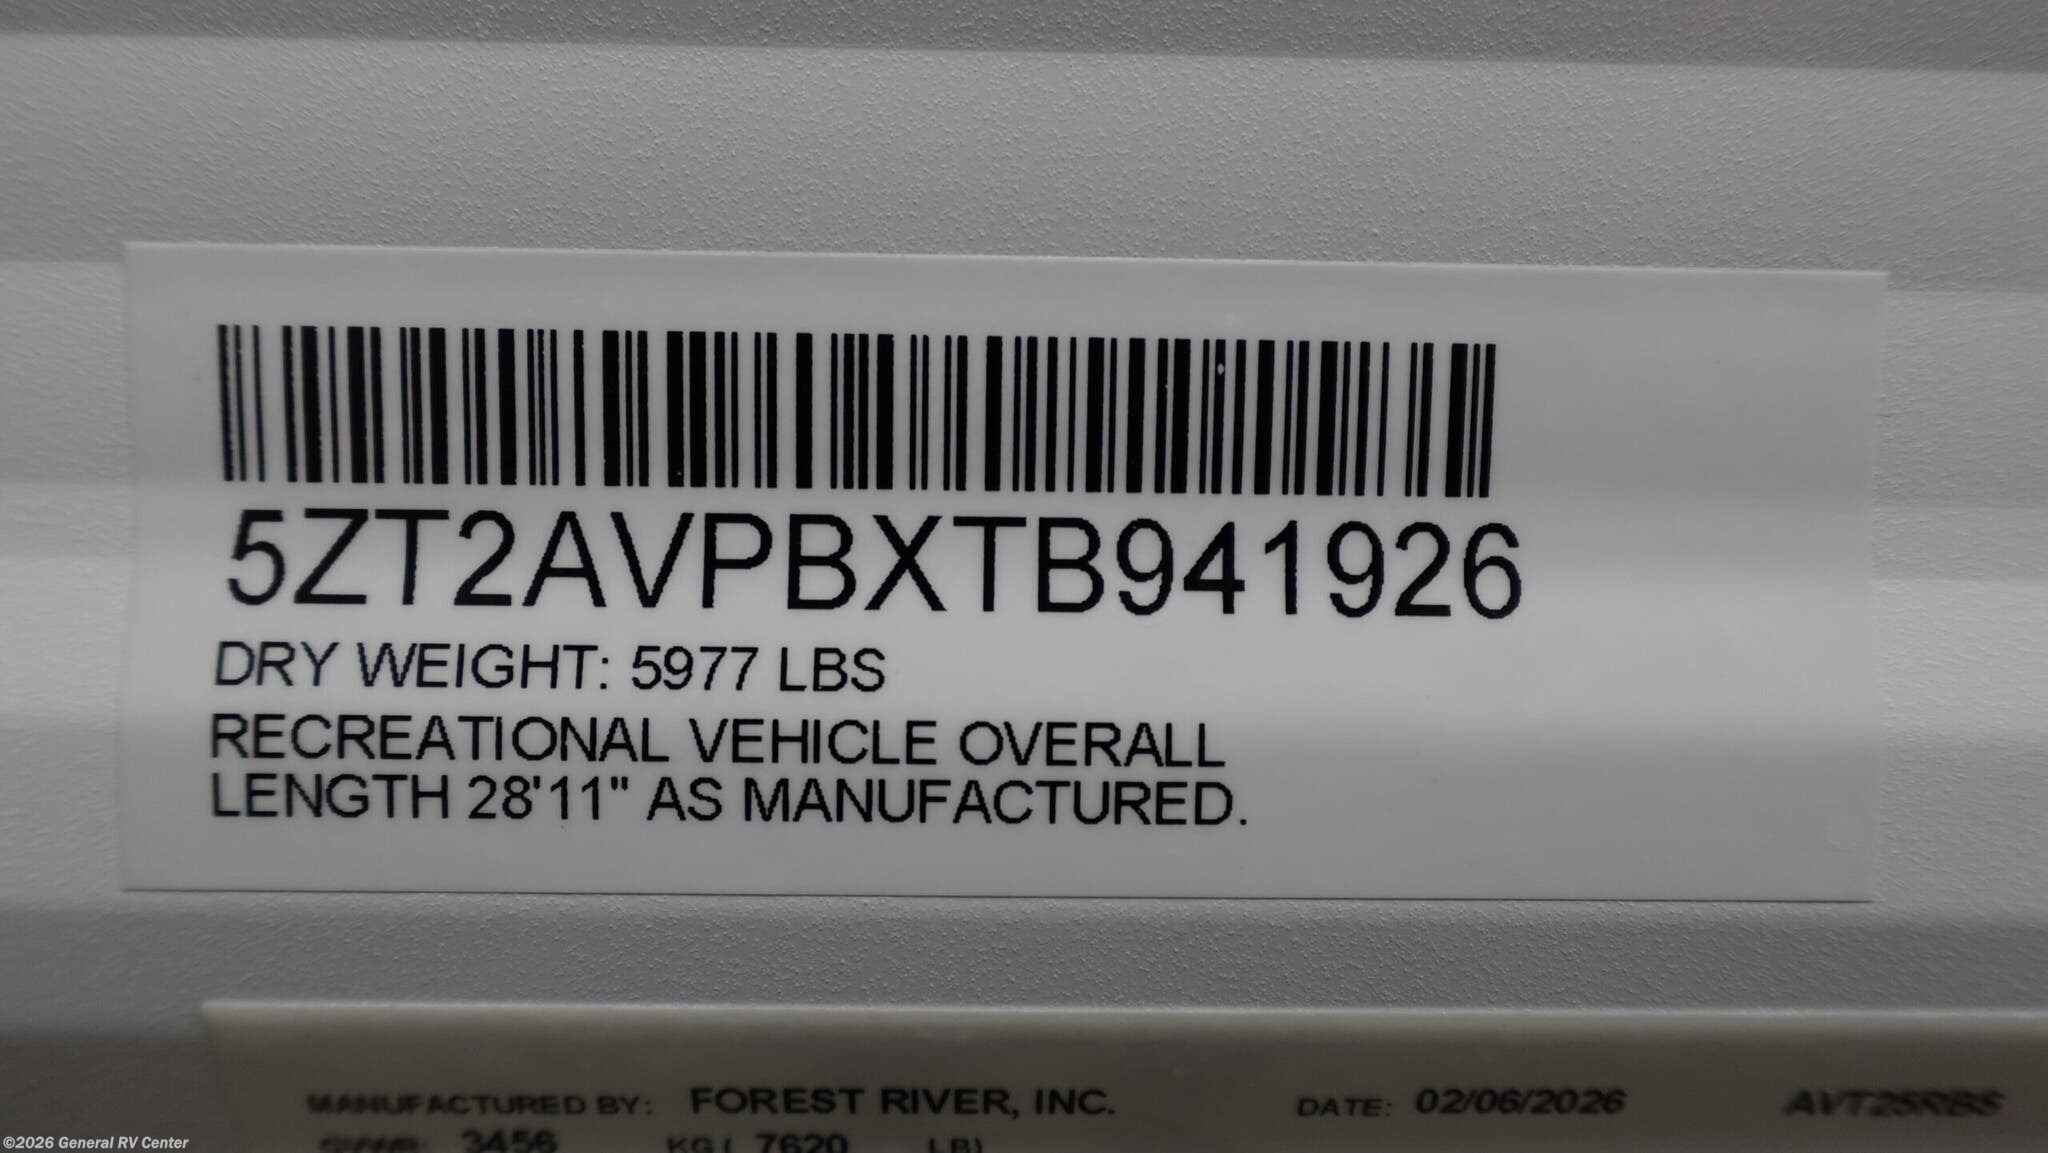 5ZT2AVPBXTB941926
DRY WEIGHT: 5977 LBS
RECREATIONAL VEHICLE OVERALL
LENGTH 28'11" AS MANUFACTURED.
MANUFACTURED BY: FOREST RIVER, INC. DATE: 02/06/2026 AVT25RBS
3456 KG ( 7620 LB)
©2026 General RV Center